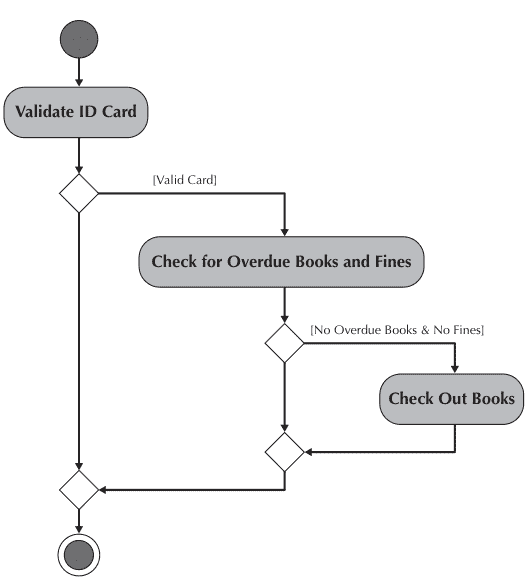 Validate ID Card
[Valid Card]
Check for Overdue Books and Fines
[No Overdue Books & No Fines]
Check Out Books